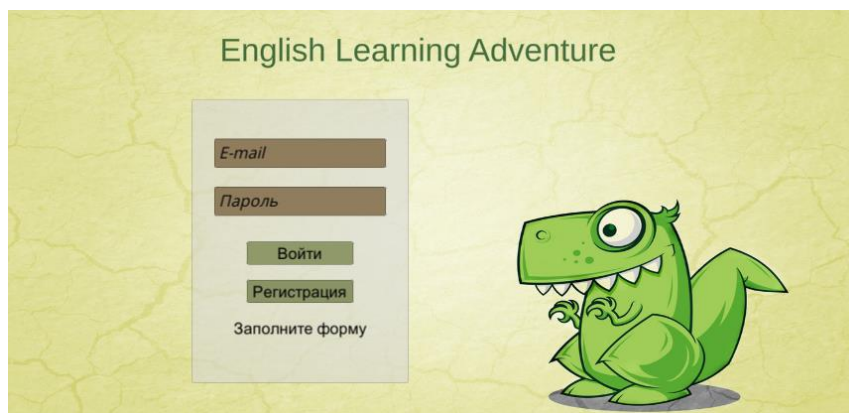 English Learning Adventure
E-mail
Пароль
Войти
Регистрация
Заполните форму